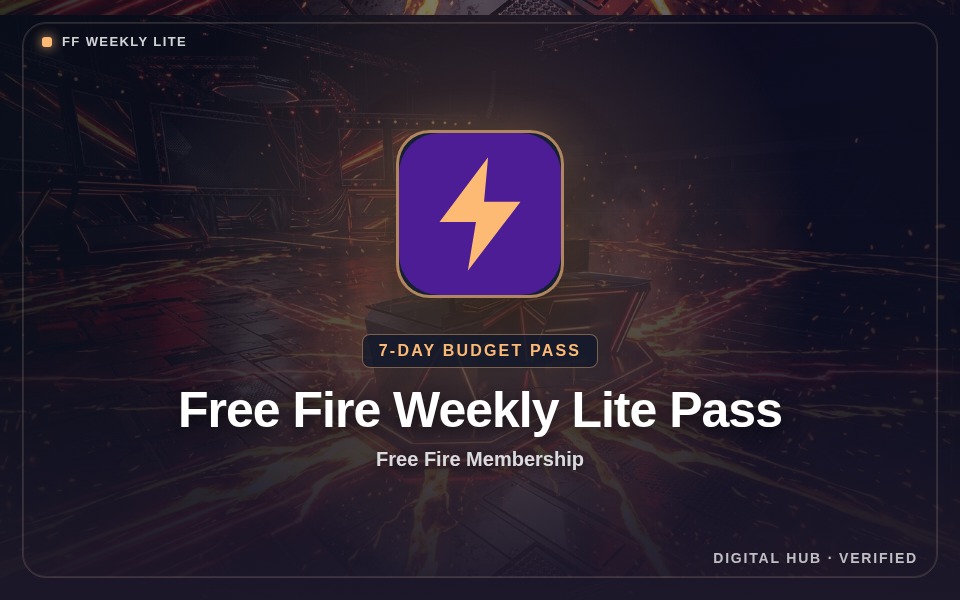 FF WEEKLY LITE
7-DAY BUDGET PASS
Free Fire Weekly Lite Pass
Free Fire Membership
DIGITAL HUB · VERIFIED